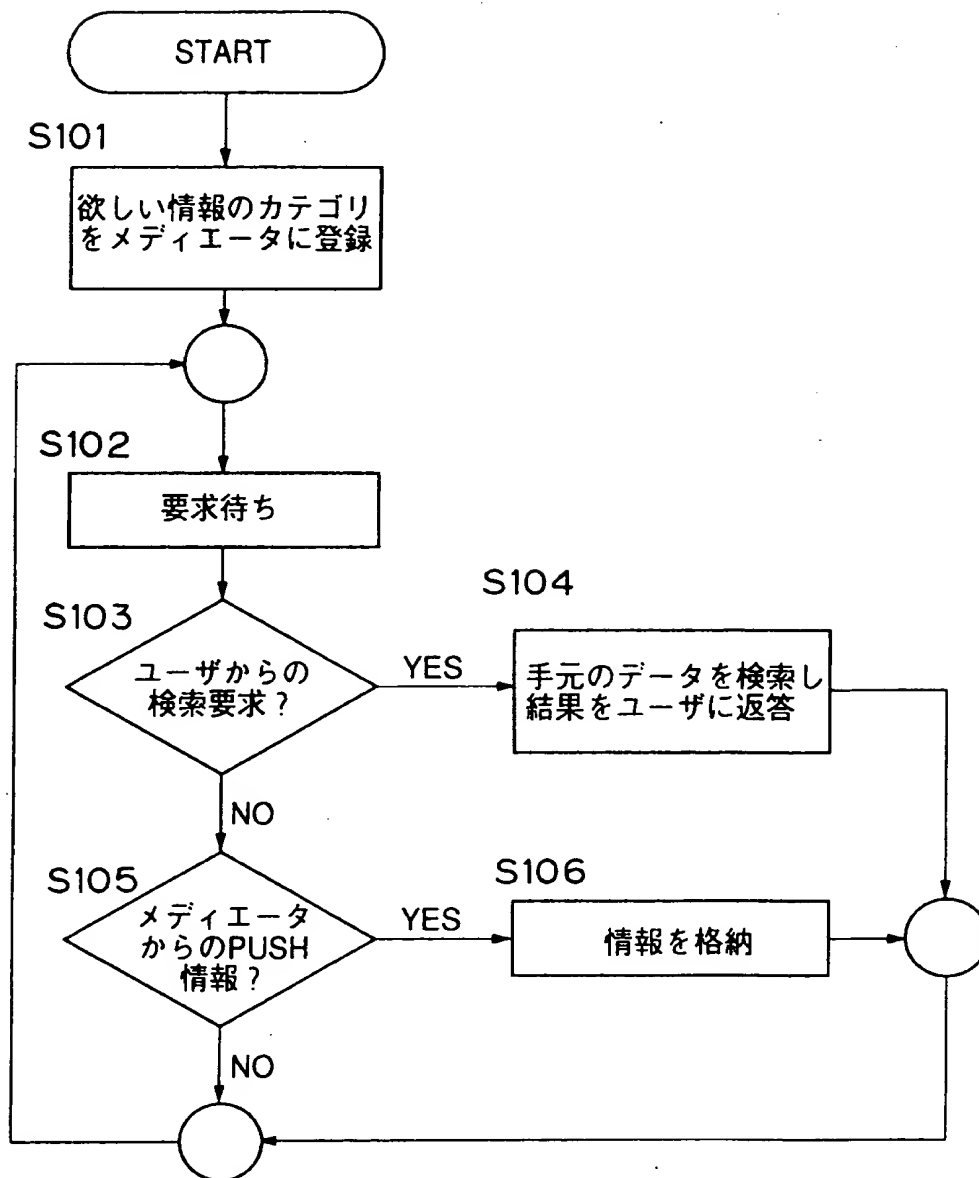 START
S101
欲しい情報のカテゴリ
をメディエータに登録
S102
要求待ち
S103
ユーザからの
検索要求？
YES
S104
手元のデータを検索し
結果をユーザに返答
NO
S105
メディエータ
からのPUSH
情報？
YES
S106
情報を格納
NO